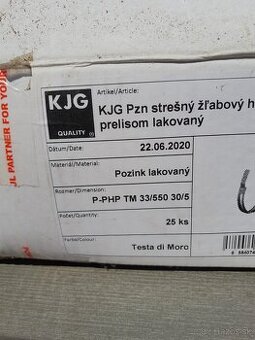 JL PARTNER FOR YOUR
KJG
QUALITY
Artikel/Article:
KJG Pzn strešný žľabový h
prelisom lakovaný
Dátum/Date:
22.06.2020
Materiál/Material:
Pozink lakovaný
Rozmer/Dimension:
P-PHP TM 33/550 30/5
Počet/Quantity:
25 ks
Farba/Colour:
Testa di Moro